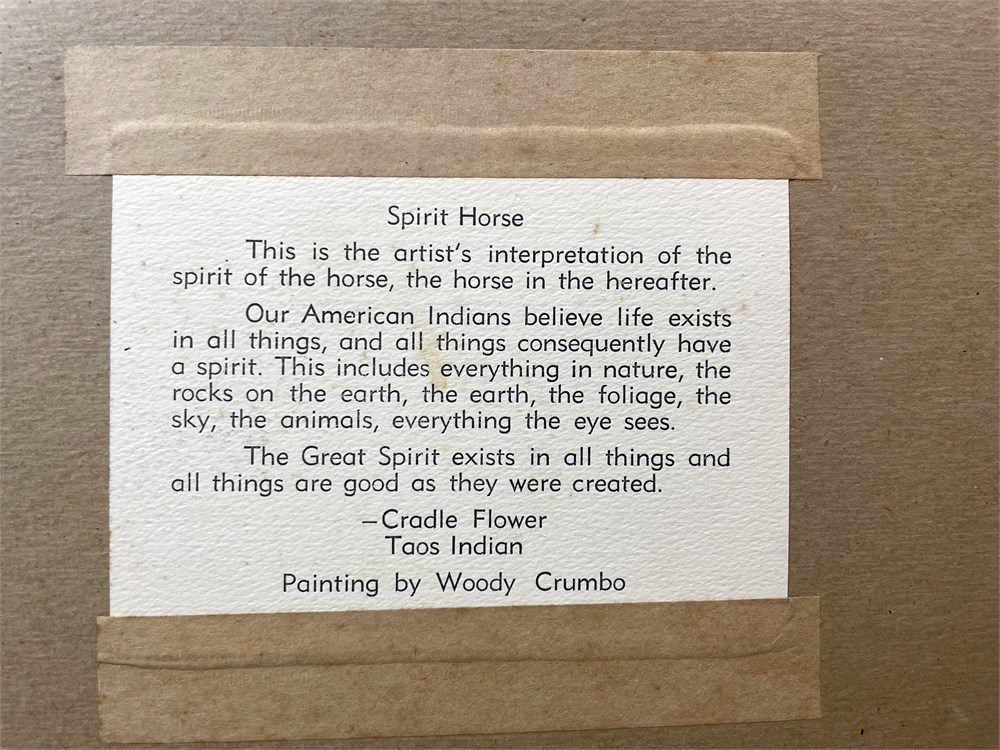 Spirit Horse
This is the artist's interpretation of the
spirit of the horse, the horse in the hereafter.
Our American Indians believe life exists
in all things, and all things consequently have
a spirit. This includes everything in nature, the
rocks on the earth, the earth, the foliage, the
sky, the animals, everything the eye sees.
The Great Spirit exists in all things and
all things are good as they were created.
–Cradle Flower
Taos Indian
Painting by Woody Crumbo